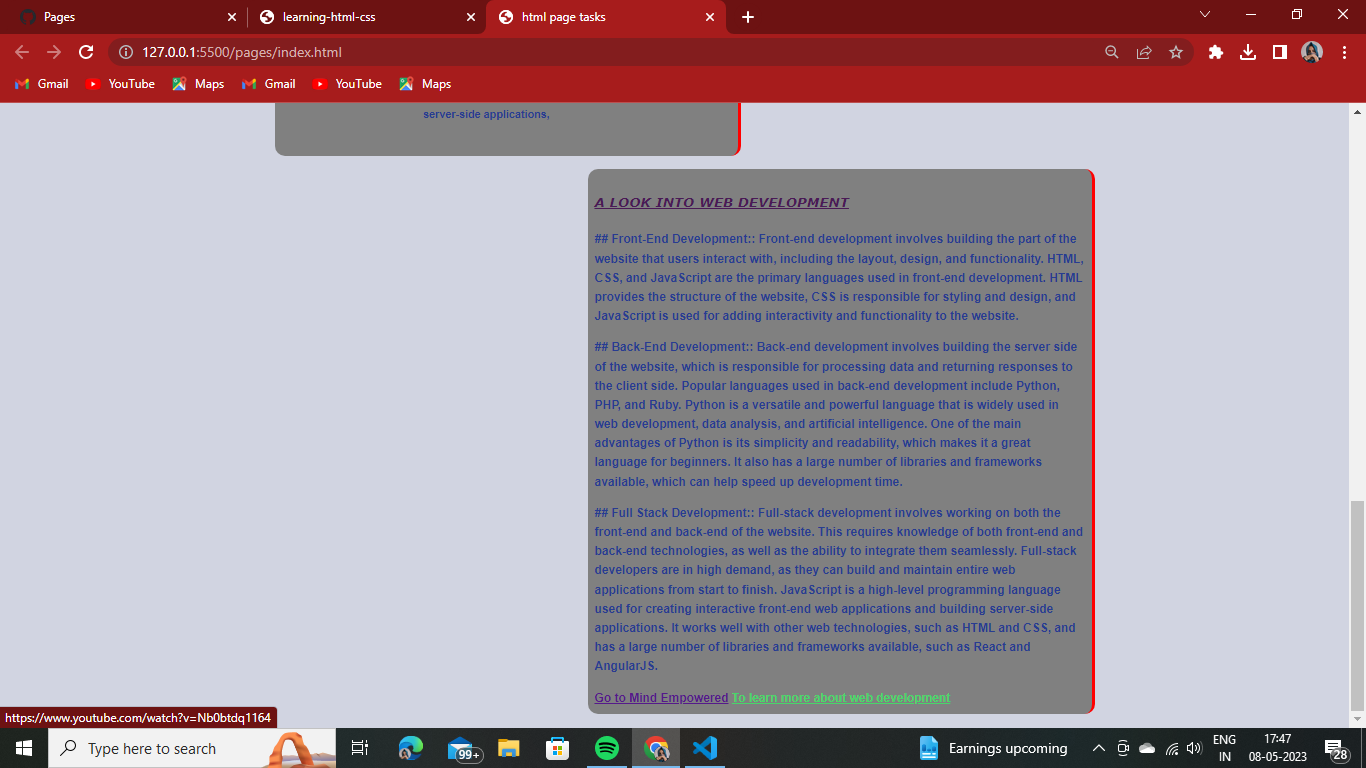 Pages
learning-html-css
html page tasks
127.0.0.1:5500/pages/index.html
Gmail YouTube Maps Gmail YouTube Maps
server-side applications,
A LOOK INTO WEB DEVELOPMENT
## Front-End Development:: Front-end development involves building the part of the
website that users interact with, including the layout, design, and functionality. HTML,
CSS, and JavaScript are the primary languages used in front-end development. HTML
provides the structure of the website, CSS is responsible for styling and design, and
JavaScript is used for adding interactivity and functionality to the website.
## Back-End Development:: Back-end development involves building the server side
of the website, which is responsible for processing data and returning responses to
the client side. Popular languages used in back-end development include Python,
PHP, and Ruby. Python is a versatile and powerful language that is widely used in
web development, data analysis, and artificial intelligence. One of the main
advantages of Python is its simplicity and readability, which makes it a great
language for beginners. It also has a large number of libraries and frameworks
available, which can help speed up development time.
## Full Stack Development:: Full-stack development involves working on both the
front-end and back-end of the website. This requires knowledge of both front-end and
back-end technologies, as well as the ability to integrate them seamlessly. Full-stack
developers are in high demand, as they can build and maintain entire web
applications from start to finish. JavaScript is a high-level programming language
used for creating interactive front-end web applications and building server-side
applications. It works well with other web technologies, such as HTML and CSS, and
has a large number of libraries and frameworks available, such as React and
AngularJS.
Go to Mind Empowered To learn more about web development
https://www.youtube.com/watch?v=Nb0btdq1164
Type here to search
99+
Earnings upcoming
ENG
IN
17:47
08-05-2023
28